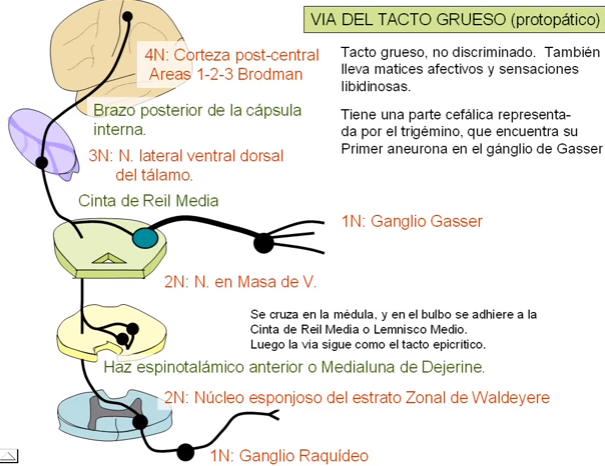 VIA DEL TACTO GRUESO (protopático)
4N: Corteza post-central
Areas 1-2-3 Brodman
Tacto grueso, no discriminado. También
lleva matices afectivos y sensaciones
libidinosas.
Brazo posterior de la cápsula
interna.
Tiene una parte cefálica representa-
da por el trigémino, que encuentra su
Primer aneurona en el gánglio de Gasser
3N: N. lateral ventral dorsal
del tálamo.
Cinta de Reil Media
1N: Ganglio Gasser
2N: N. en Masa de V.
Se cruza en la médula, y en el bulbo se adhiere a la
Cinta de Reil Media o Lemnisco Medio.
Luego la via sigue como el tacto epicrítico.
Haz espinotalámico anterior o Medialuna de Dejerine.
2N: Núcleo esponjoso del estrato Zonal de Waldeyere
1N: Ganglio Raquídeo